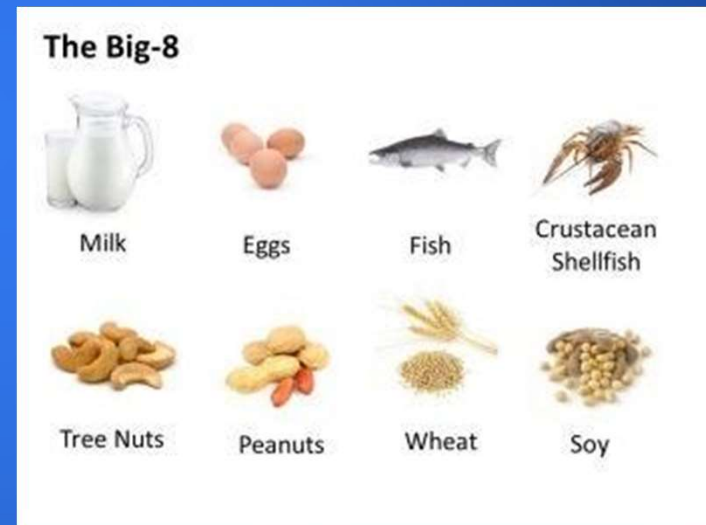 The Big-8
Milk
Eggs
Fish
Crustacean
Shellfish
Tree Nuts
Peanuts
Wheat
Soy